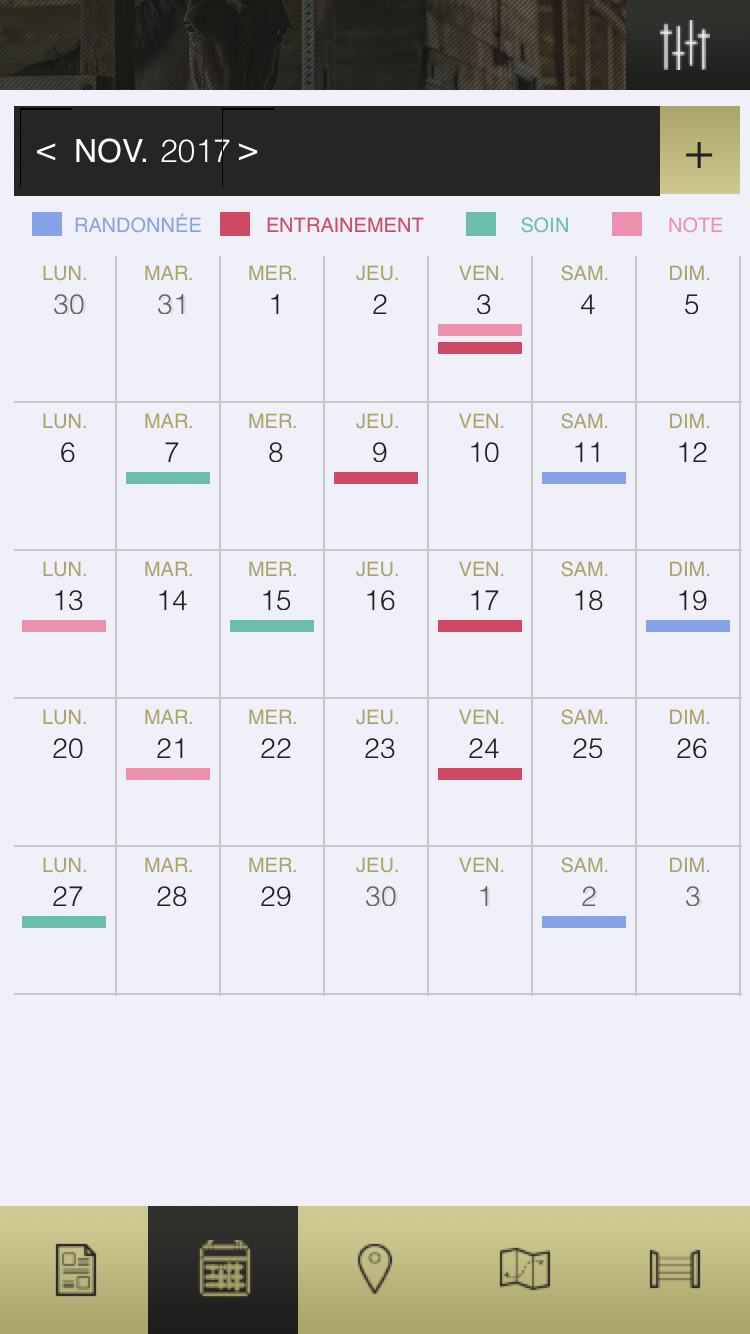 < NOV. 2017 > +
RANDONNÉE ENTRAINEMENT SOIN NOTE
LUN. MAR. MER. JEU. VEN. SAM. DIM.
30 31 1 2 3 4 5
LUN. MAR. MER. JEU. VEN. SAM. DIM.
6 7 8 9 10 11 12
LUN. MAR. MER. JEU. VEN. SAM. DIM.
13 14 15 16 17 18 19
LUN. MAR. MER. JEU. VEN. SAM. DIM.
20 21 22 23 24 25 26
LUN. MAR. MER. JEU. VEN. SAM. DIM.
27 28 29 30 1 2 3